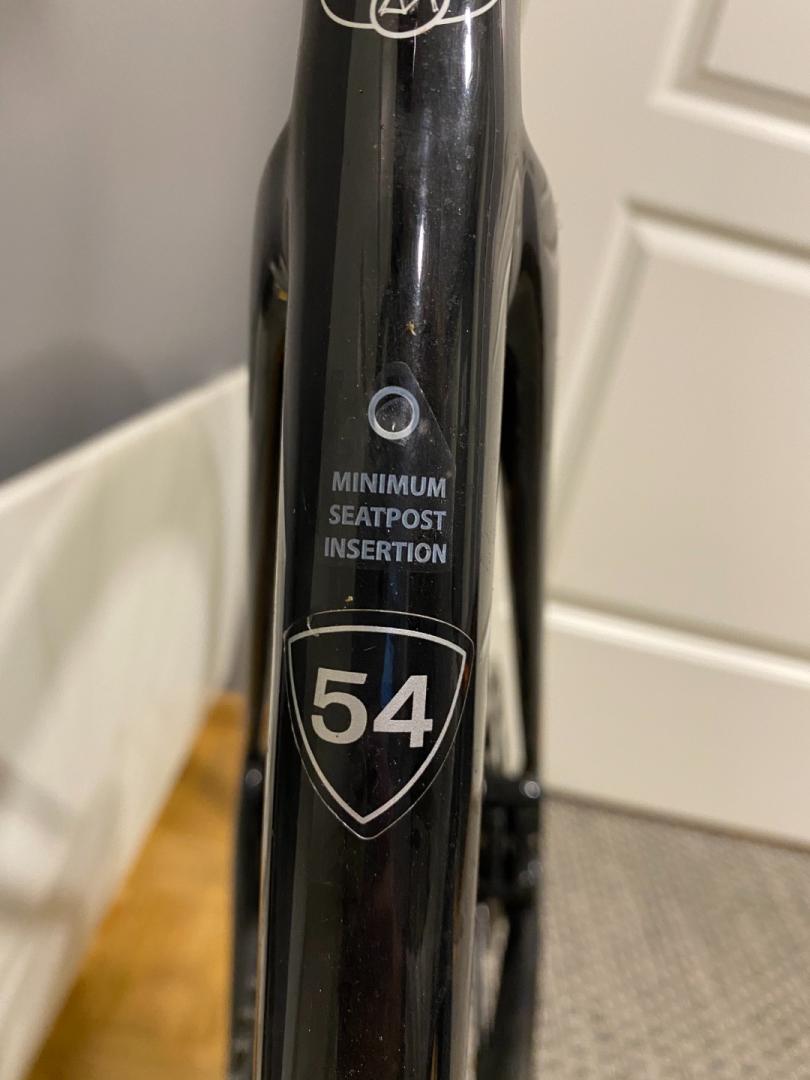 MINIMUM
SEATPOST
INSERTION
54